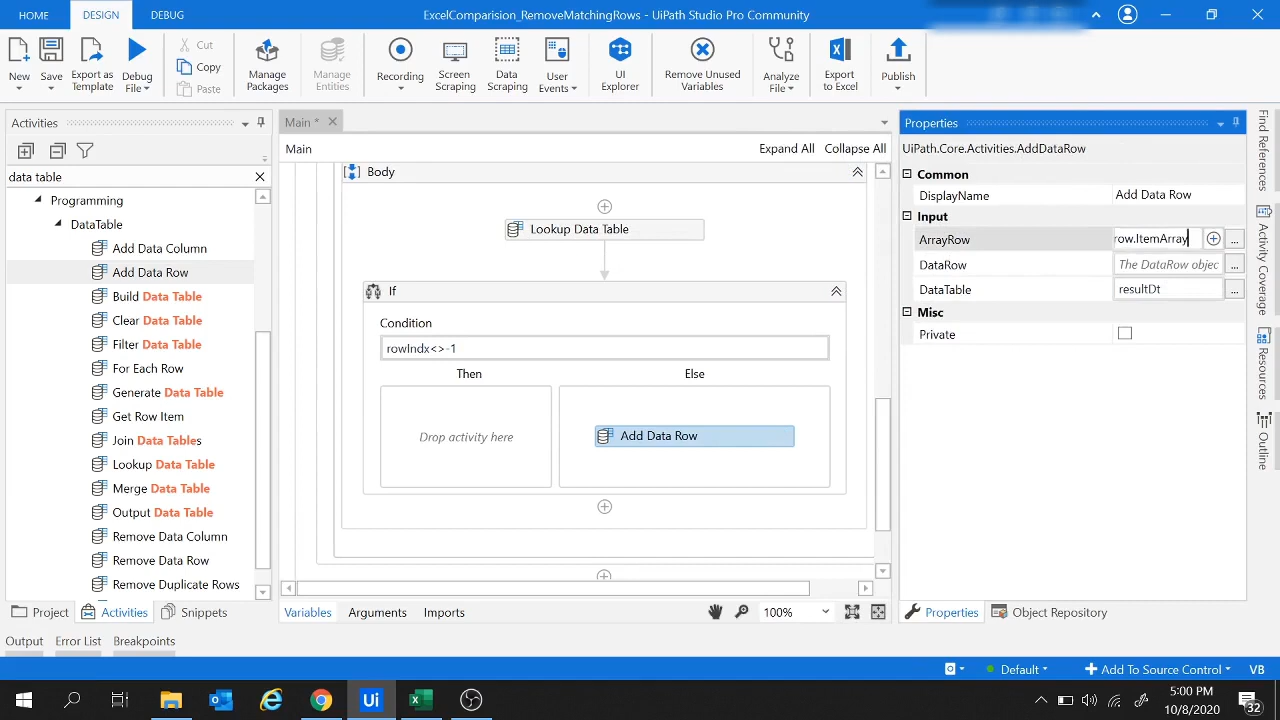 HOME
DESIGN
DEBUG
ExcelComparision_RemoveMatchingRows - UiPath Studio Pro Community
New
Save
Export as Template
Debug File
Cut
Copy
Paste
Manage Packages
Manage Entities
Recording
Screen Scraping
Data Scraping
User Events
UI Explorer
Remove Unused Variables
Analyze File
Export to Excel
Publish
Activities
data table
Programming
DataTable
Add Data Column
Add Data Row
Build Data Table
Clear Data Table
Filter Data Table
For Each Row
Generate Data Table
Get Row Item
Join Data Tables
Lookup Data Table
Merge Data Table
Output Data Table
Remove Data Column
Remove Data Row
Remove Duplicate Rows
Project
Activities
Snippets
Main *
Main
Expand All
Collapse All
Body
Lookup Data Table
If
Condition
rowIndx<>-1
Then
Else
Drop activity here
Add Data Row
Variables
Arguments
Imports
100%
Properties
UiPath.Core.Activities.AddDataRow
Common
DisplayName
Add Data Row
Input
ArrayRow
row.ItemArray
...
DataRow
The DataRow objec
...
DataTable
resultDt
...
Misc
Private
Properties
Object Repository
Find References
Activity Coverage
Resources
Outline
Output
Error List
Breakpoints
Default
Add To Source Control
VB
Ui
5:00 PM
10/8/2020
32